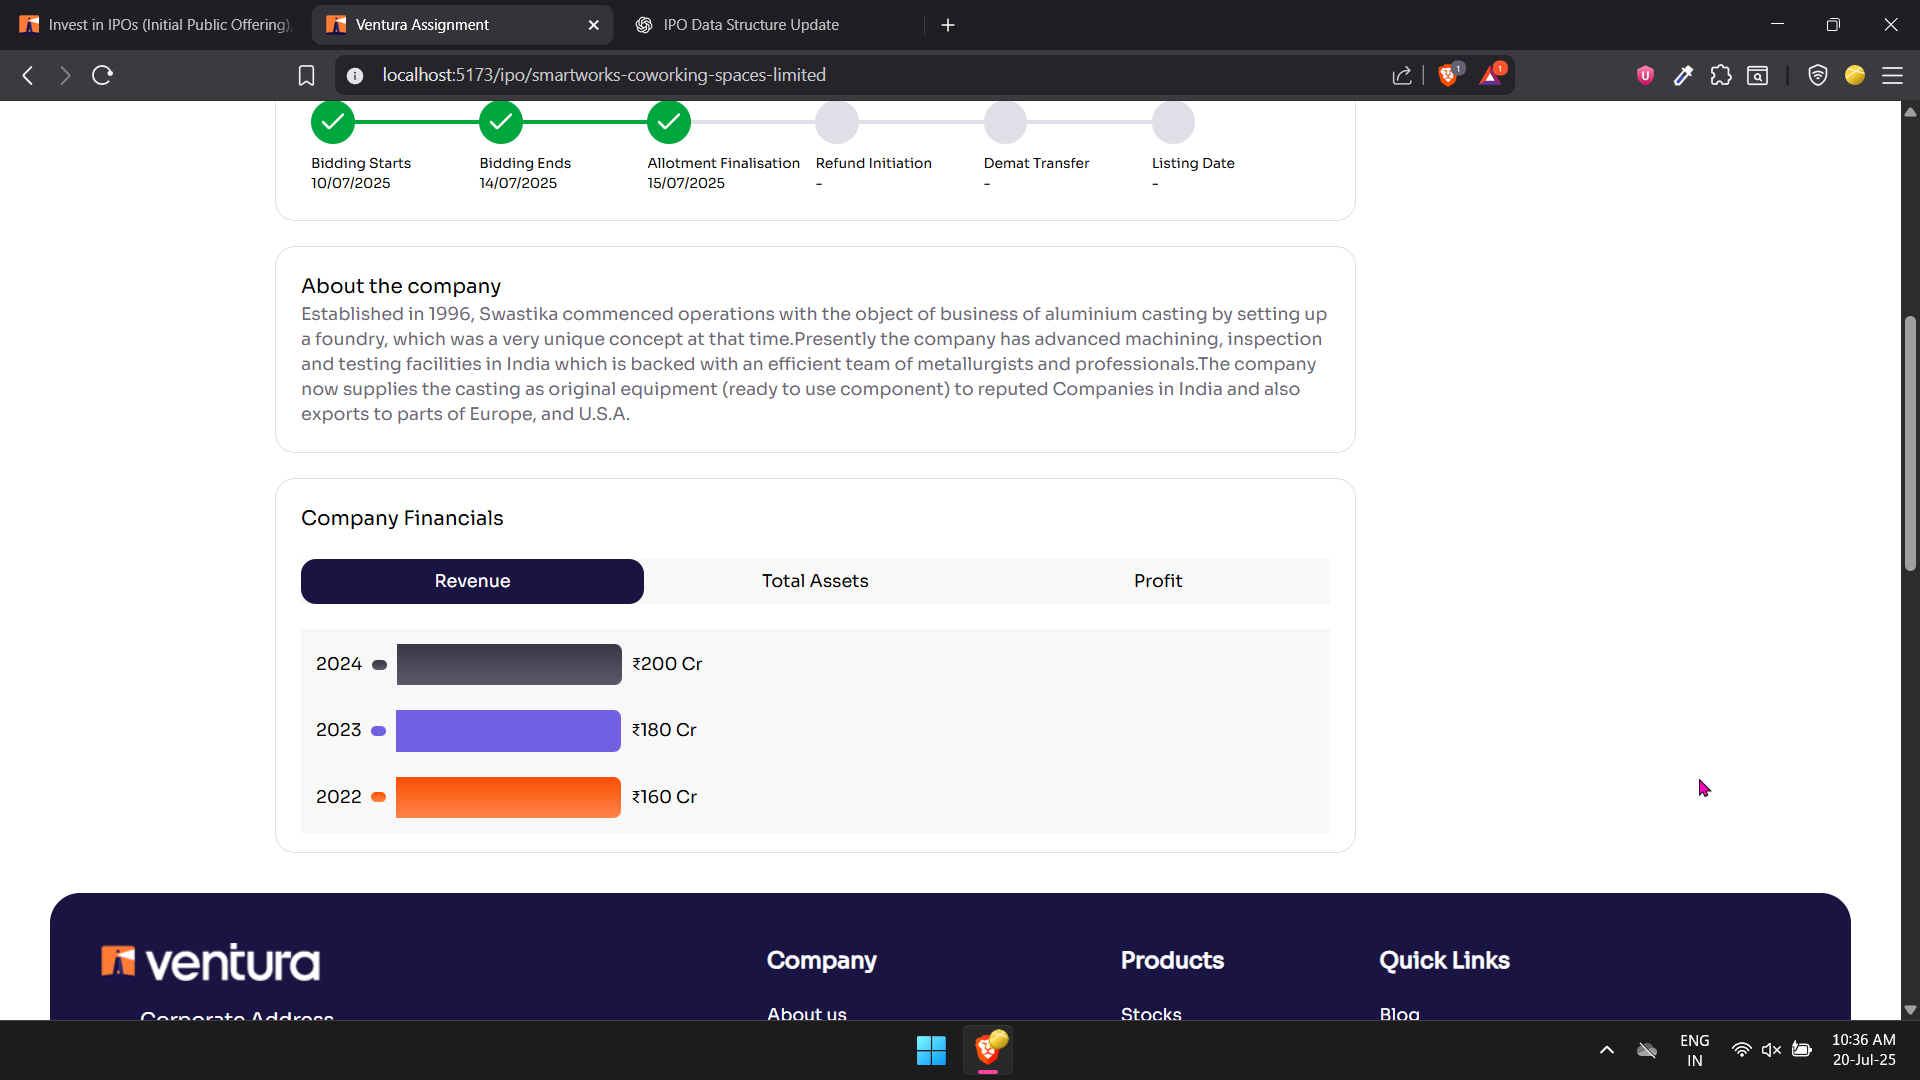 Invest in IPOs (Initial Public Offering)
Ventura Assignment
IPO Data Structure Update
localhost:5173/ipo/smartworks-coworking-spaces-limited
1
1
Bidding Starts
10/07/2025
Bidding Ends
14/07/2025
Allotment Finalisation
15/07/2025
Refund Initiation
-
Demat Transfer
-
Listing Date
-
About the company
Established in 1996, Swastika commenced operations with the object of business of aluminium casting by setting up
a foundry, which was a very unique concept at that time.Presently the company has advanced machining, inspection
and testing facilities in India which is backed with an efficient team of metallurgists and professionals.The company
now supplies the casting as original equipment (ready to use component) to reputed Companies in India and also
exports to parts of Europe, and U.S.A.
Company Financials
Revenue
Total Assets
Profit
2024
₹200 Cr
2023
₹180 Cr
2022
₹160 Cr
ventura
Corporate Address
Company
About us
Products
Stocks
Quick Links
Blog
ENG
IN
10:36 AM
20-Jul-25